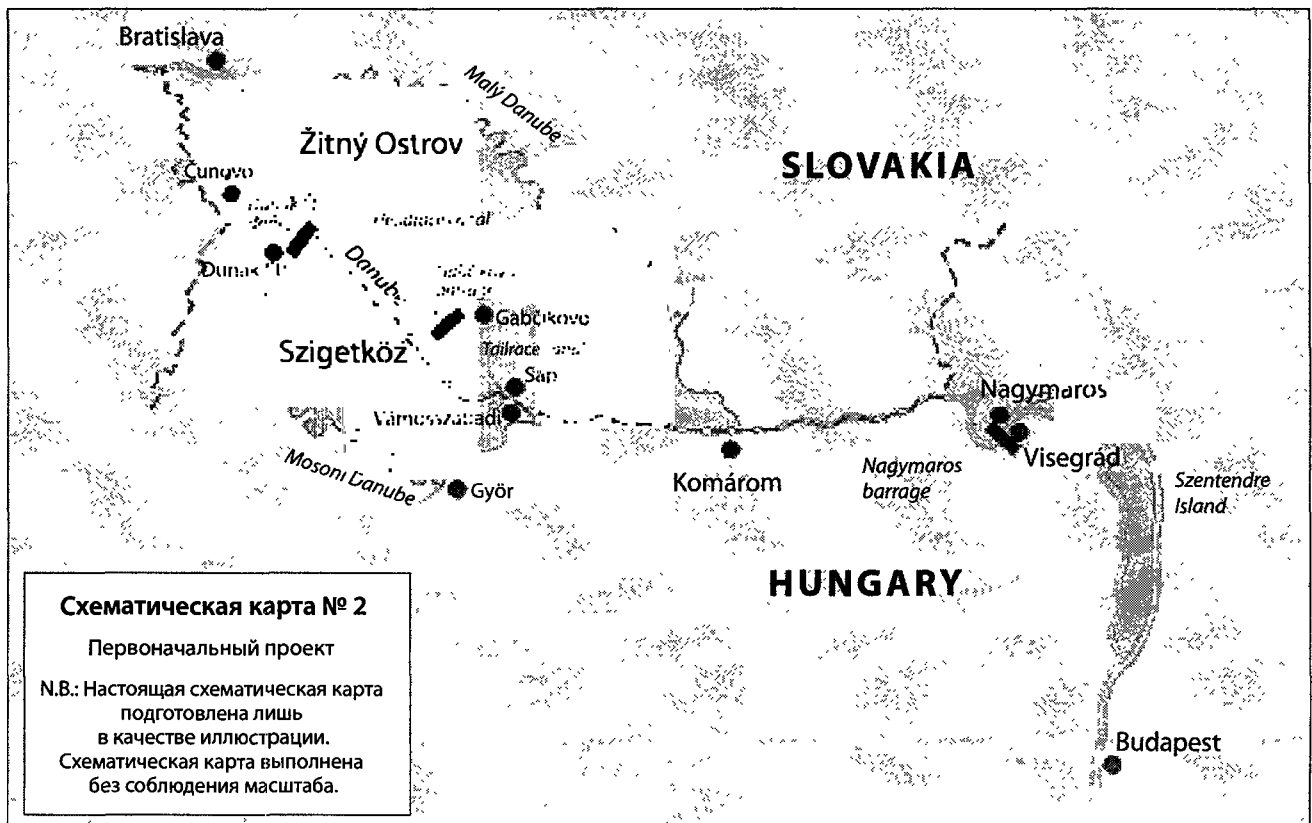 Bratislava
Malý Danube
Žitný Ostrov
SLOVAKIA
Čunovo
Danube
Gabčíkovo
Szigetköz
Tailrace
Sap
Nagymaros
Vámosszabadi
Visegrád
Mosoni Danube
Györ
Komárom
Nagymaros
barrage
Szentendre
Island
HUNGARY
Схематическая карта № 2
Первоначальный проект
N.B.: Настоящая схематическая карта
подготовлена лишь
в качестве иллюстрации.
Схематическая карта выполнена
без соблюдения масштаба.
Budapest